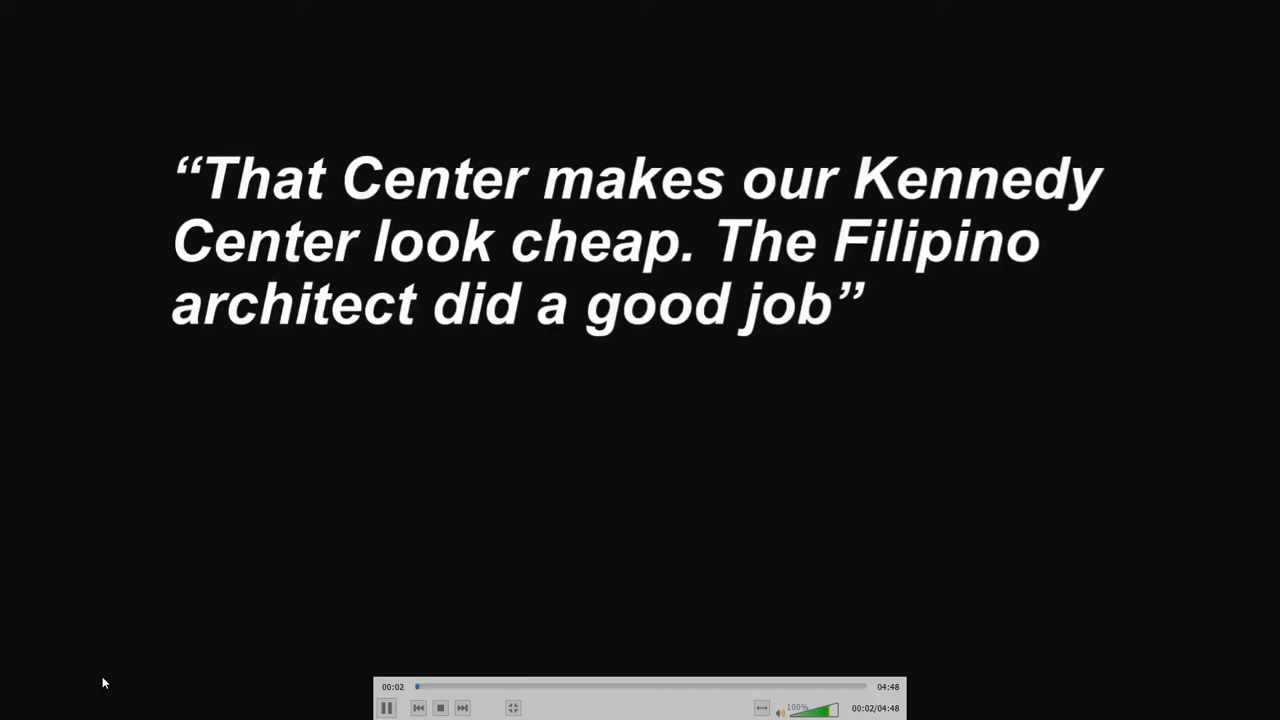 “That Center makes our Kennedy
Center look cheap. The Filipino
architect did a good job”
00:02
04:48
100%
00:02/04:48